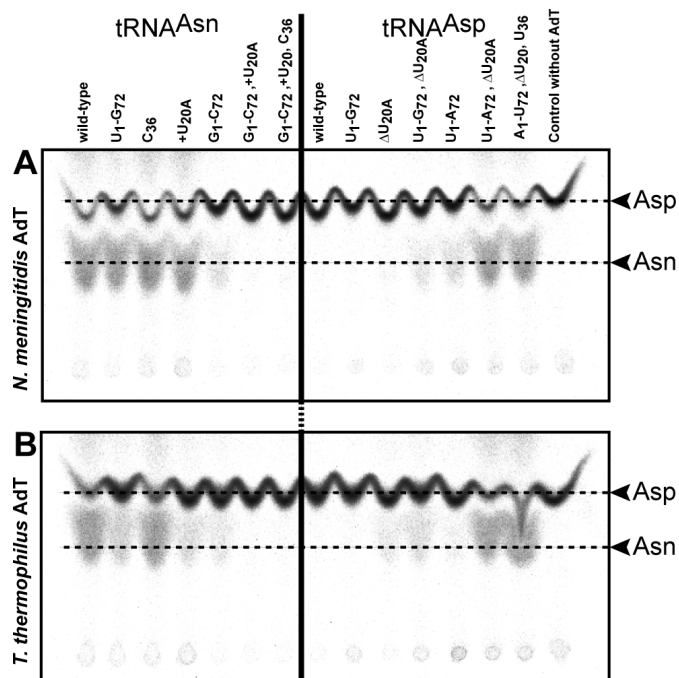 tRNAAsn
tRNAAsp
wild-type
U1-G72
C36
+U20A
G1-C72
G1-C72 ,+U20A
G1-C72 ,+U20, C36
wild-type
U1-G72
ΔU20A
U1-G72 , ΔU20A
U1-A72
U1-A72 , ΔU20A
A1-U72 , ΔU20, U36
Control without AdT
A
N. meningitidis AdT
Asp
Asn
B
T. thermophilus AdT
Asp
Asn